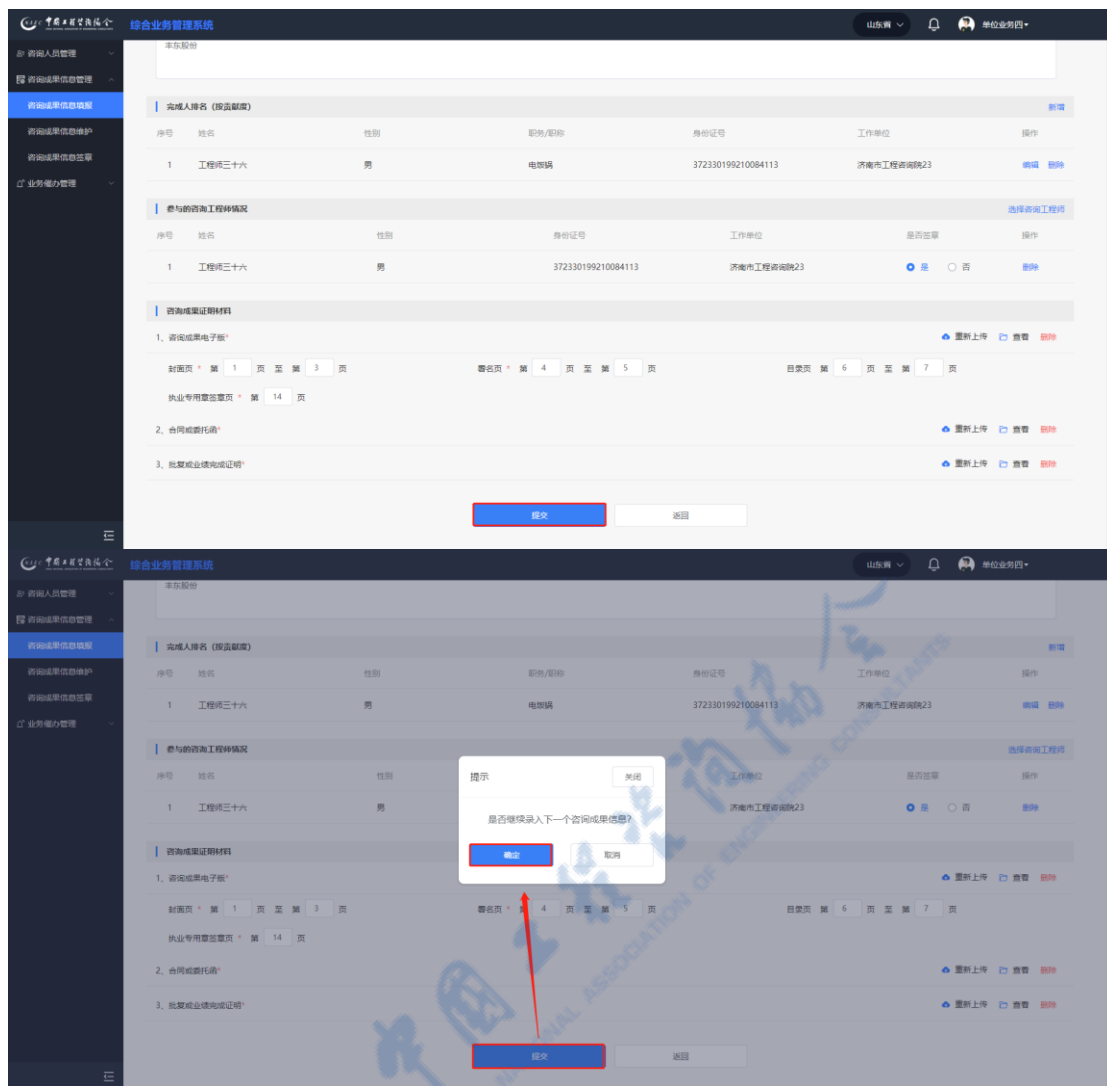 中国工程咨询协会 综合业务管理系统 山东省 单位业务四
咨询人员管理
咨询成果信息管理
咨询成果信息填报
咨询成果信息维护
咨询成果信息签章
业务催办管理
丰东股份
完成人排名（按贡献度） 新增
序号 姓名 性别 职务/职称 身份证号 工作单位 操作
1 工程师三十六 男 电饭锅 372330199210084113 济南市工程咨询院23 编辑 删除
参与的咨询工程师情况 选择咨询工程师
序号 姓名 性别 身份证号 工作单位 是否签章 操作
1 工程师三十六 男 372330199210084113 济南市工程咨询院23 是 否 删除
咨询成果证明材料
1、咨询成果电子版* 重新上传 查看 删除
封面页 * 第 1 页 至 第 3 页 署名页 * 第 4 页 至 第 5 页 目录页 第 6 页 至 第 7 页
执业专用章签章页 * 第 14 页
2、合同或委托函* 重新上传 查看 删除
3、批复或业绩完成证明* 重新上传 查看 删除
提交 返回
中国工程咨询协会 综合业务管理系统 山东省 单位业务四
咨询人员管理
咨询成果信息管理
咨询成果信息填报
咨询成果信息维护
咨询成果信息签章
业务催办管理
丰东股份
完成人排名（按贡献度） 新增
序号 姓名 性别 职务/职称 身份证号 工作单位 操作
1 工程师三十六 男 电饭锅 372330199210084113 济南市工程咨询院23 编辑 删除
参与的咨询工程师情况 选择咨询工程师
序号 姓名 性别 工作单位 是否签章 操作
1 工程师三十六 男 济南市工程咨询院23 是 否 删除
提示 关闭
是否继续录入下一个咨询成果信息?
确定 取消
咨询成果证明材料
1、咨询成果电子版* 重新上传 查看 删除
封面页 * 第 1 页 至 第 3 页 署名页 * 第 4 页 至 第 5 页 目录页 第 6 页 至 第 7 页
执业专用章签章页 * 第 14 页
2、合同或委托函* 重新上传 查看 删除
3、批复或业绩完成证明* 重新上传 查看 删除
提交 返回
中国工程咨询协会
ASSOCIATION OF ENGINEERING CONSULTANTS